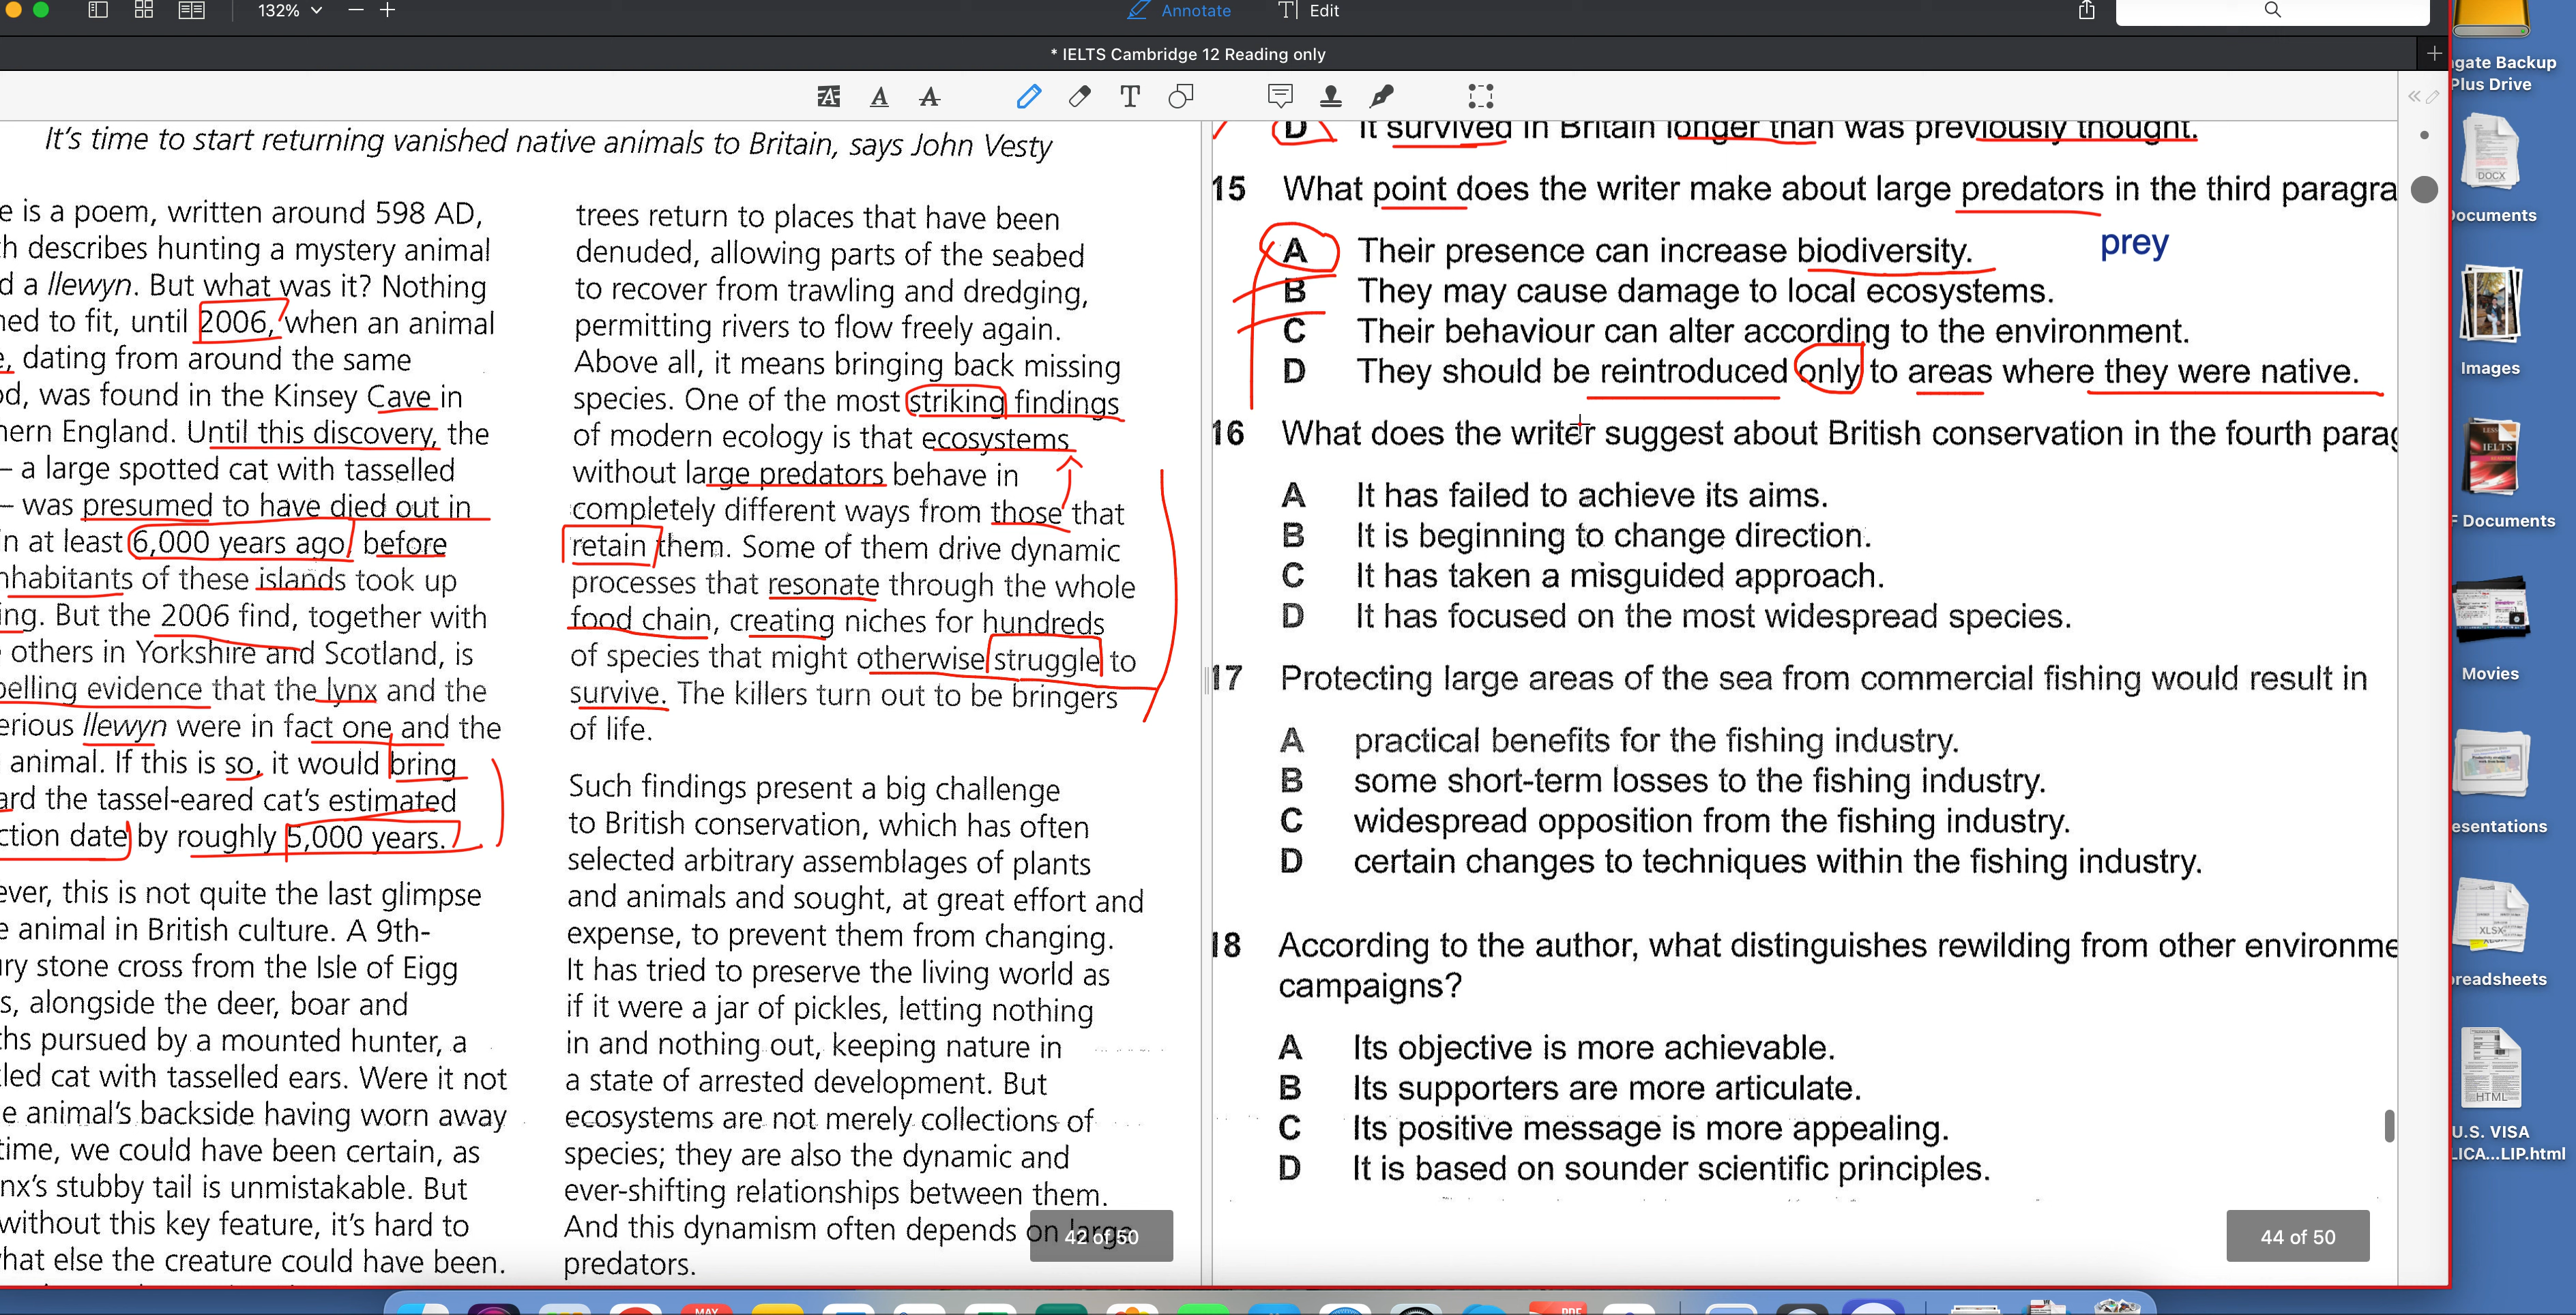 132%
Annotate
Edit
* IELTS Cambridge 12 Reading only
It's time to start returning vanished native animals to Britain, says John Vesty
e is a poem, written around 598 AD,
h describes hunting a mystery animal
d a llewyn. But what was it? Nothing
ned to fit, until 2006, when an animal
e, dating from around the same
od, was found in the Kinsey Cave in
hern England. Until this discovery, the
– a large spotted cat with tasselled
– was presumed to have died out in
in at least 6,000 years ago, before
nhabitants of these islands took up
ing. But the 2006 find, together with
others in Yorkshire and Scotland, is
pelling evidence that the lynx and the
erious llewyn were in fact one and the
animal. If this is so, it would bring
ard the tassel-eared cat's estimated
ction date by roughly 5,000 years.
ever, this is not quite the last glimpse
e animal in British culture. A 9th-
ury stone cross from the Isle of Eigg
s, alongside the deer, boar and
hs pursued by a mounted hunter, a
led cat with tasselled ears. Were it not
e animal's backside having worn away
time, we could have been certain, as
nx's stubby tail is unmistakable. But
without this key feature, it's hard to
hat else the creature could have been.
trees return to places that have been
denuded, allowing parts of the seabed
to recover from trawling and dredging,
permitting rivers to flow freely again.
Above all, it means bringing back missing
species. One of the most striking findings
of modern ecology is that ecosystems
without large predators behave in
completely different ways from those that
retain them. Some of them drive dynamic
processes that resonate through the whole
food chain, creating niches for hundreds
of species that might otherwise struggle to
survive. The killers turn out to be bringers
of life.
Such findings present a big challenge
to British conservation, which has often
selected arbitrary assemblages of plants
and animals and sought, at great effort and
expense, to prevent them from changing.
It has tried to preserve the living world as
if it were a jar of pickles, letting nothing
in and nothing out, keeping nature in
a state of arrested development. But
ecosystems are not merely collections of
species; they are also the dynamic and
ever-shifting relationships between them.
And this dynamism often depends on large
predators.
42 of 50
D It survived in Britain longer than was previously thought.
15 What point does the writer make about large predators in the third paragra
A Their presence can increase biodiversity.
prey
B They may cause damage to local ecosystems.
C Their behaviour can alter according to the environment.
D They should be reintroduced only to areas where they were native.
16 What does the writer suggest about British conservation in the fourth parag
A It has failed to achieve its aims.
B It is beginning to change direction.
C It has taken a misguided approach.
D It has focused on the most widespread species.
17 Protecting large areas of the sea from commercial fishing would result in
A practical benefits for the fishing industry.
B some short-term losses to the fishing industry.
C widespread opposition from the fishing industry.
D certain changes to techniques within the fishing industry.
18 According to the author, what distinguishes rewilding from other environme
campaigns?
A Its objective is more achievable.
B Its supporters are more articulate.
C Its positive message is more appealing.
D It is based on sounder scientific principles.
44 of 50
gate Backup
Plus Drive
DOCX
Documents
Images
IELTS
F Documents
Movies
esentations
XLSX
preadsheets
HTML
U.S. VISA
LICA...LIP.html
MAY
PDF